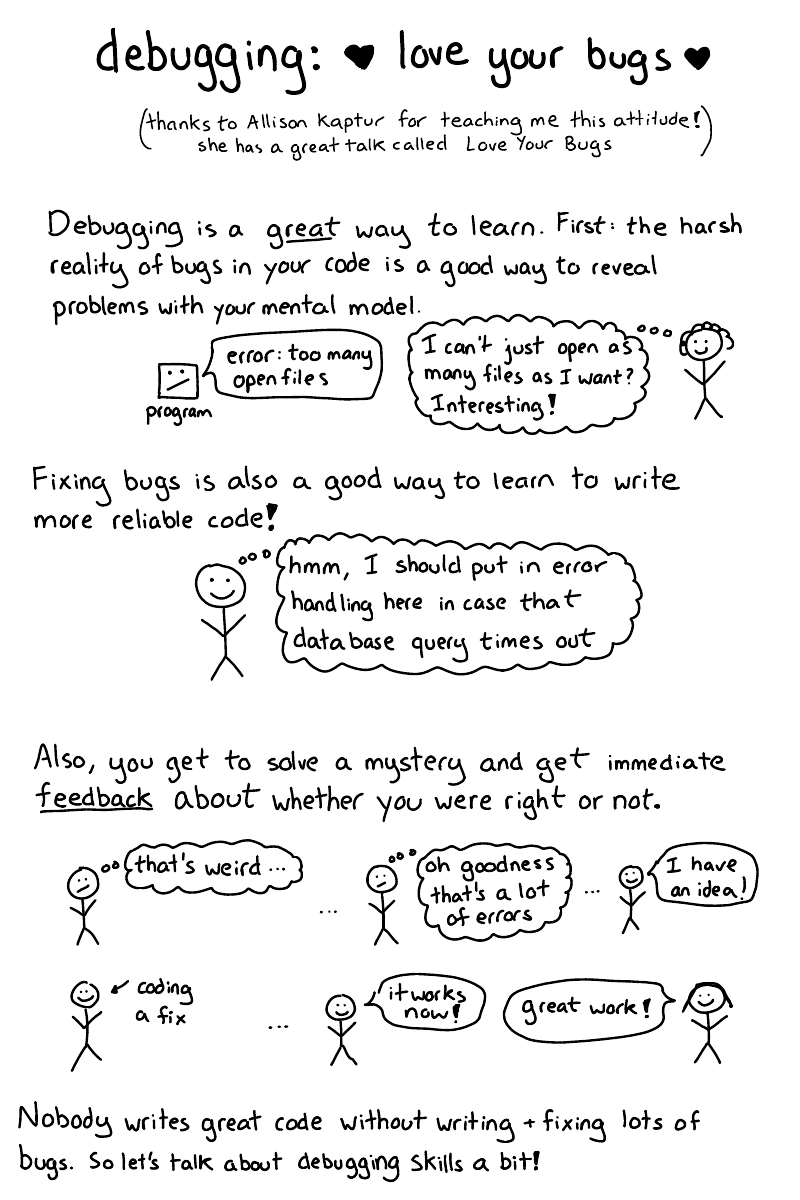 debugging: ♥ love your bugs ♥
(thanks to Allison Kaptur for teaching me this attitude!
she has a great talk called Love Your Bugs)
Debugging is a great way to learn. First: the harsh
reality of bugs in your code is a good way to reveal
problems with your mental model.
error: too many
open files
program
I can't just open as
many files as I want?
Interesting!
Fixing bugs is also a good way to learn to write
more reliable code!
hmm, I should put in error
handling here in case that
database query times out
Also, you get to solve a mystery and get immediate
feedback about whether you were right or not.
that's weird...
...
oh goodness
that's a lot
of errors
...
I have
an idea!
coding
a fix
...
it works
now!
great work!
Nobody writes great code without writing + fixing lots of
bugs. So let's talk about debugging skills a bit!